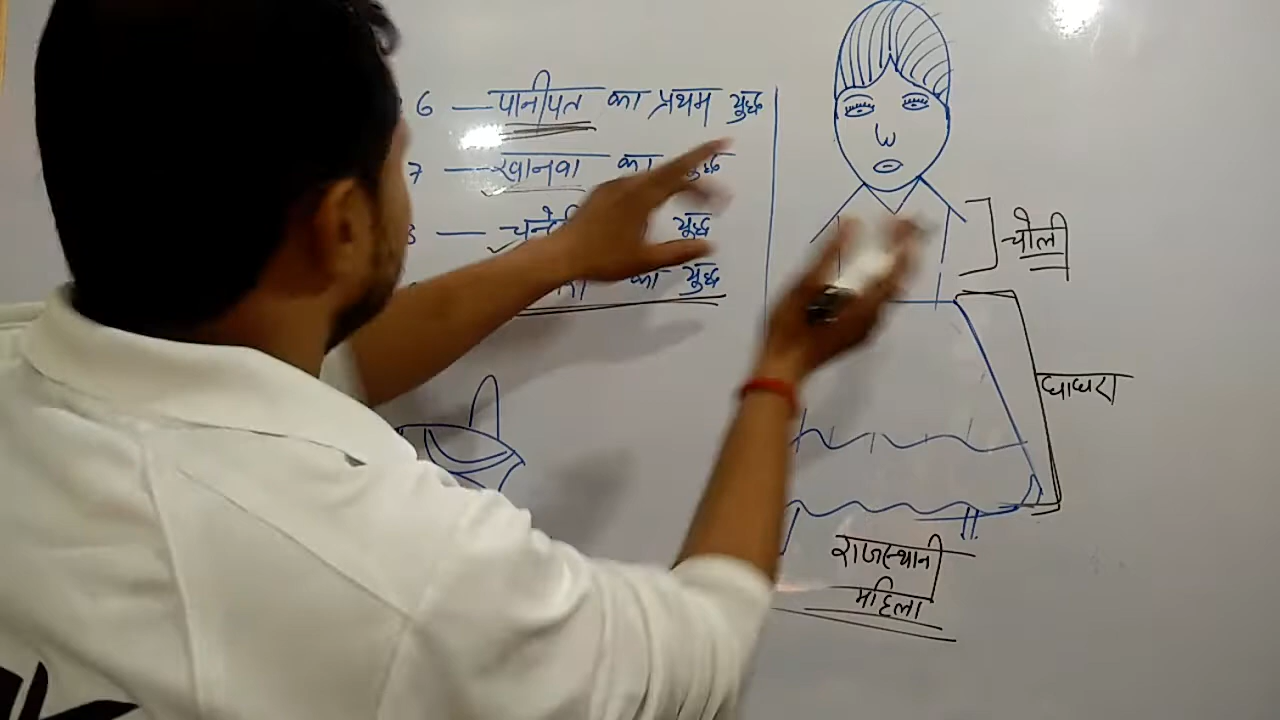 6 — पानीपत का प्रथम युद्ध
7 — खानवा का युद्ध
8 — युद्ध
का युद्ध
चोली
घाघरा
राजस्थानी
महिला